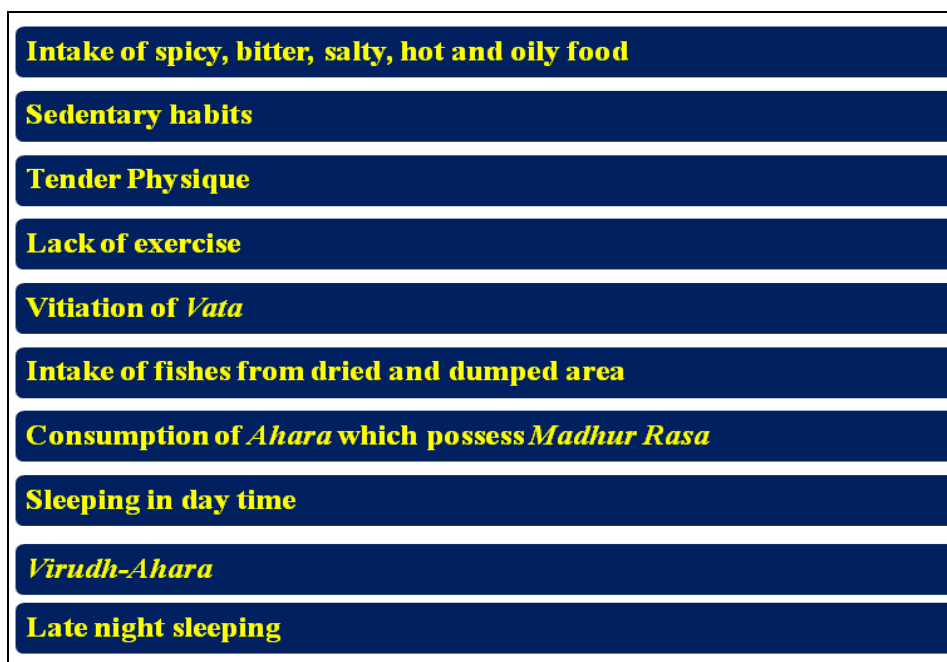 Intake of spicy, bitter, salty, hot and oily food
Sedentary habits
Tender Physique
Lack of exercise
Vitiation of Vata
Intake of fishes from dried and dumped area
Consumption of Ahara which possess Madhur Rasa
Sleeping in day time
Virudh-Ahara
Late night sleeping